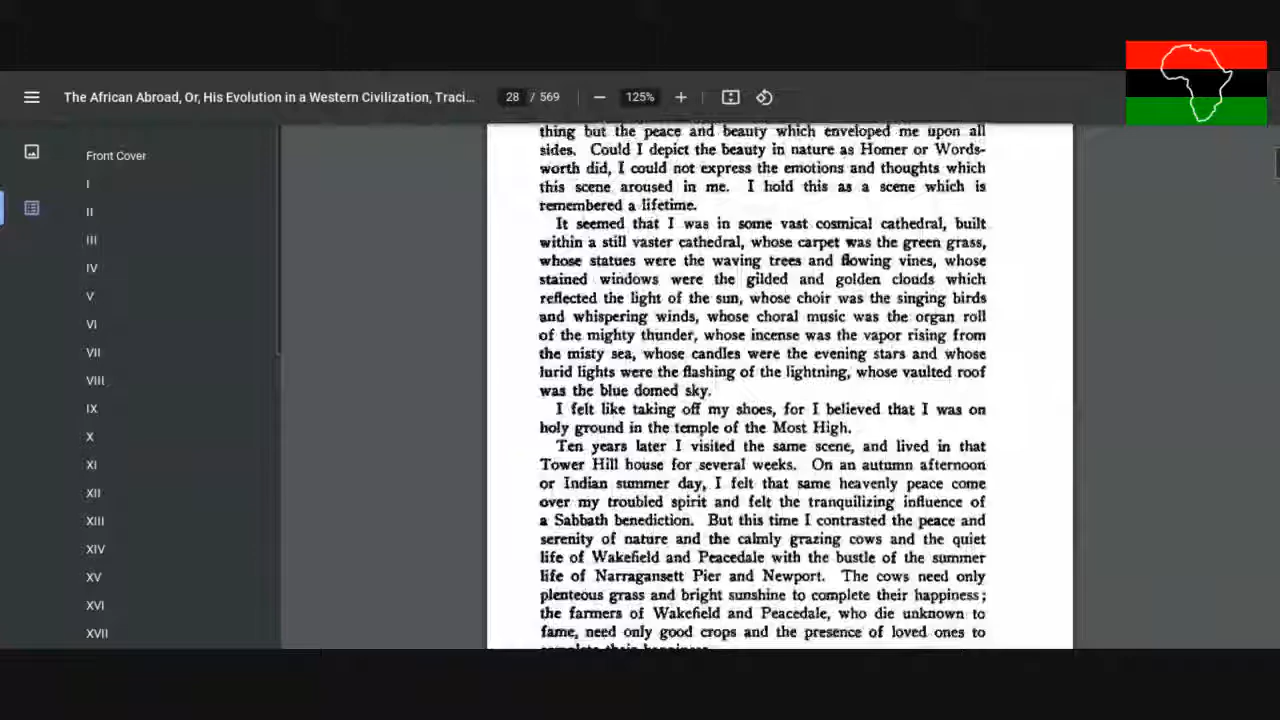 The African Abroad, Or, His Evolution in a Western Civilization, Traci...
28 / 569
125%
Front Cover
I
II
III
IV
V
VI
VII
VIII
IX
X
XI
XII
XIII
XIV
XV
XVI
XVII
thing but the peace and beauty which enveloped me upon all
sides. Could I depict the beauty in nature as Homer or Words-
worth did, I could not express the emotions and thoughts which
this scene aroused in me. I hold this as a scene which is
remembered a lifetime.
It seemed that I was in some vast cosmical cathedral, built
within a still vaster cathedral, whose carpet was the green grass,
whose statues were the waving trees and flowing vines, whose
stained windows were the gilded and golden clouds which
reflected the light of the sun, whose choir was the singing birds
and whispering winds, whose choral music was the organ roll
of the mighty thunder, whose incense was the vapor rising from
the misty sea, whose candles were the evening stars and whose
lurid lights were the flashing of the lightning, whose vaulted roof
was the blue domed sky.
I felt like taking off my shoes, for I believed that I was on
holy ground in the temple of the Most High.
Ten years later I visited the same scene, and lived in that
Tower Hill house for several weeks. On an autumn afternoon
or Indian summer day, I felt that same heavenly peace come
over my troubled spirit and felt the tranquilizing influence of
a Sabbath benediction. But this time I contrasted the peace and
serenity of nature and the calmly grazing cows and the quiet
life of Wakefield and Peacedale with the bustle of the summer
life of Narragansett Pier and Newport. The cows need only
plenteous grass and bright sunshine to complete their happiness;
the farmers of Wakefield and Peacedale, who die unknown to
fame, need only good crops and the presence of loved ones to
complete their happiness.